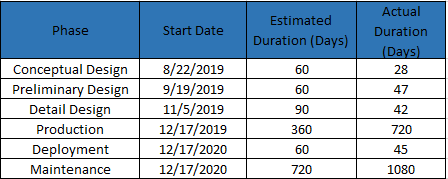 Phase Start Date Estimated Duration (Days) Actual Duration (Days)
Conceptual Design 8/22/2019 60 28
Preliminary Design 9/19/2019 60 47
Detail Design 11/5/2019 90 42
Production 12/17/2019 360 720
Deployment 12/17/2020 60 45
Maintenance 12/17/2020 720 1080